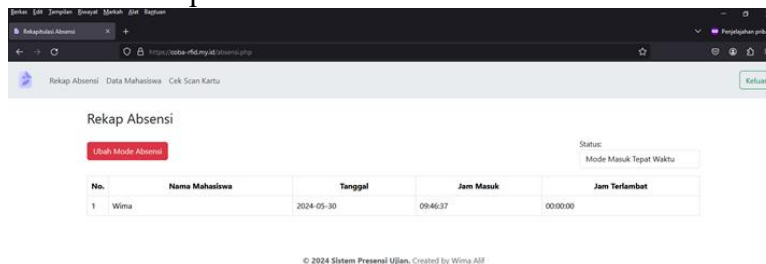 Berkas Edit Tampilan Riwayat Markah Alat Bantuan
Rekapitulasi Absensi
Penjelajahan priba
https://coba-rfid.my.id/absensi.php
Rekap Absensi Data Mahasiswa Cek Scan Kartu Keluar
Rekap Absensi
Ubah Mode Absensi
Status:
Mode Masuk Tepat Waktu
No. Nama Mahasiswa Tanggal Jam Masuk Jam Terlambat
1 Wima 2024-05-30 09:46:37 00:00:00
© 2024 Sistem Presensi Ujian. Created by Wima Alif